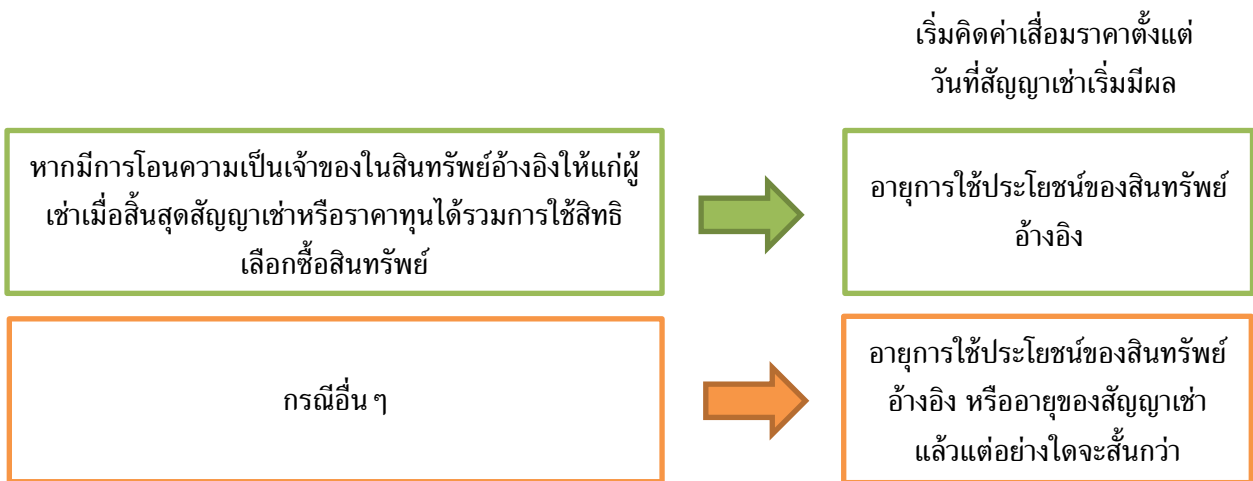 เริ่มคิดค่าเสื่อมราคาตั้งแต่
วันที่สัญญาเช่าเริ่มมีผล
หากมีการโอนความเป็นเจ้าของในสินทรัพย์อ้างอิงให้แก่ผู้
เช่าเมื่อสิ้นสุดสัญญาเช่าหรือราคาทุนได้รวมการใช้สิทธิ
เลือกซื้อสินทรัพย์
อายุการใช้ประโยชน์ของสินทรัพย์
อ้างอิง
กรณีอื่น ๆ
อายุการใช้ประโยชน์ของสินทรัพย์
อ้างอิง หรืออายุของสัญญาเช่า
แล้วแต่อย่างใดจะสั้นกว่า